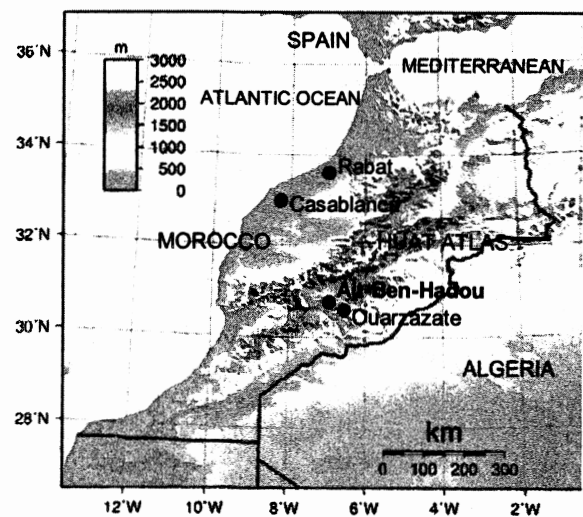 36˚N
34˚N
32˚N
30˚N
28˚N
m
3000
2500
2000
1500
1000
500
0
SPAIN
MEDITERRANEAN
ATLANTIC OCEAN
Rabat
Casablanca
MOROCCO
HUAT ATLAS
Ait-Ben-Hadou
Ouarzazate
ALGERIA
km
0 100 200 300
12˚W 10˚W 8˚W 6˚W 4˚W 2˚W